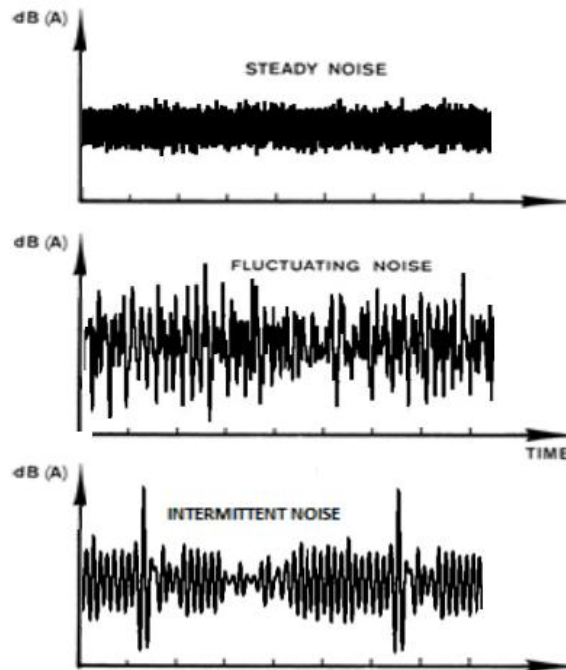 dB (A)
STEADY NOISE
dB (A)
FLUCTUATING NOISE
TIME
dB (A)
INTERMITTENT NOISE